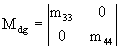 M_dg = | m_33 0 |
| 0 m_44 |